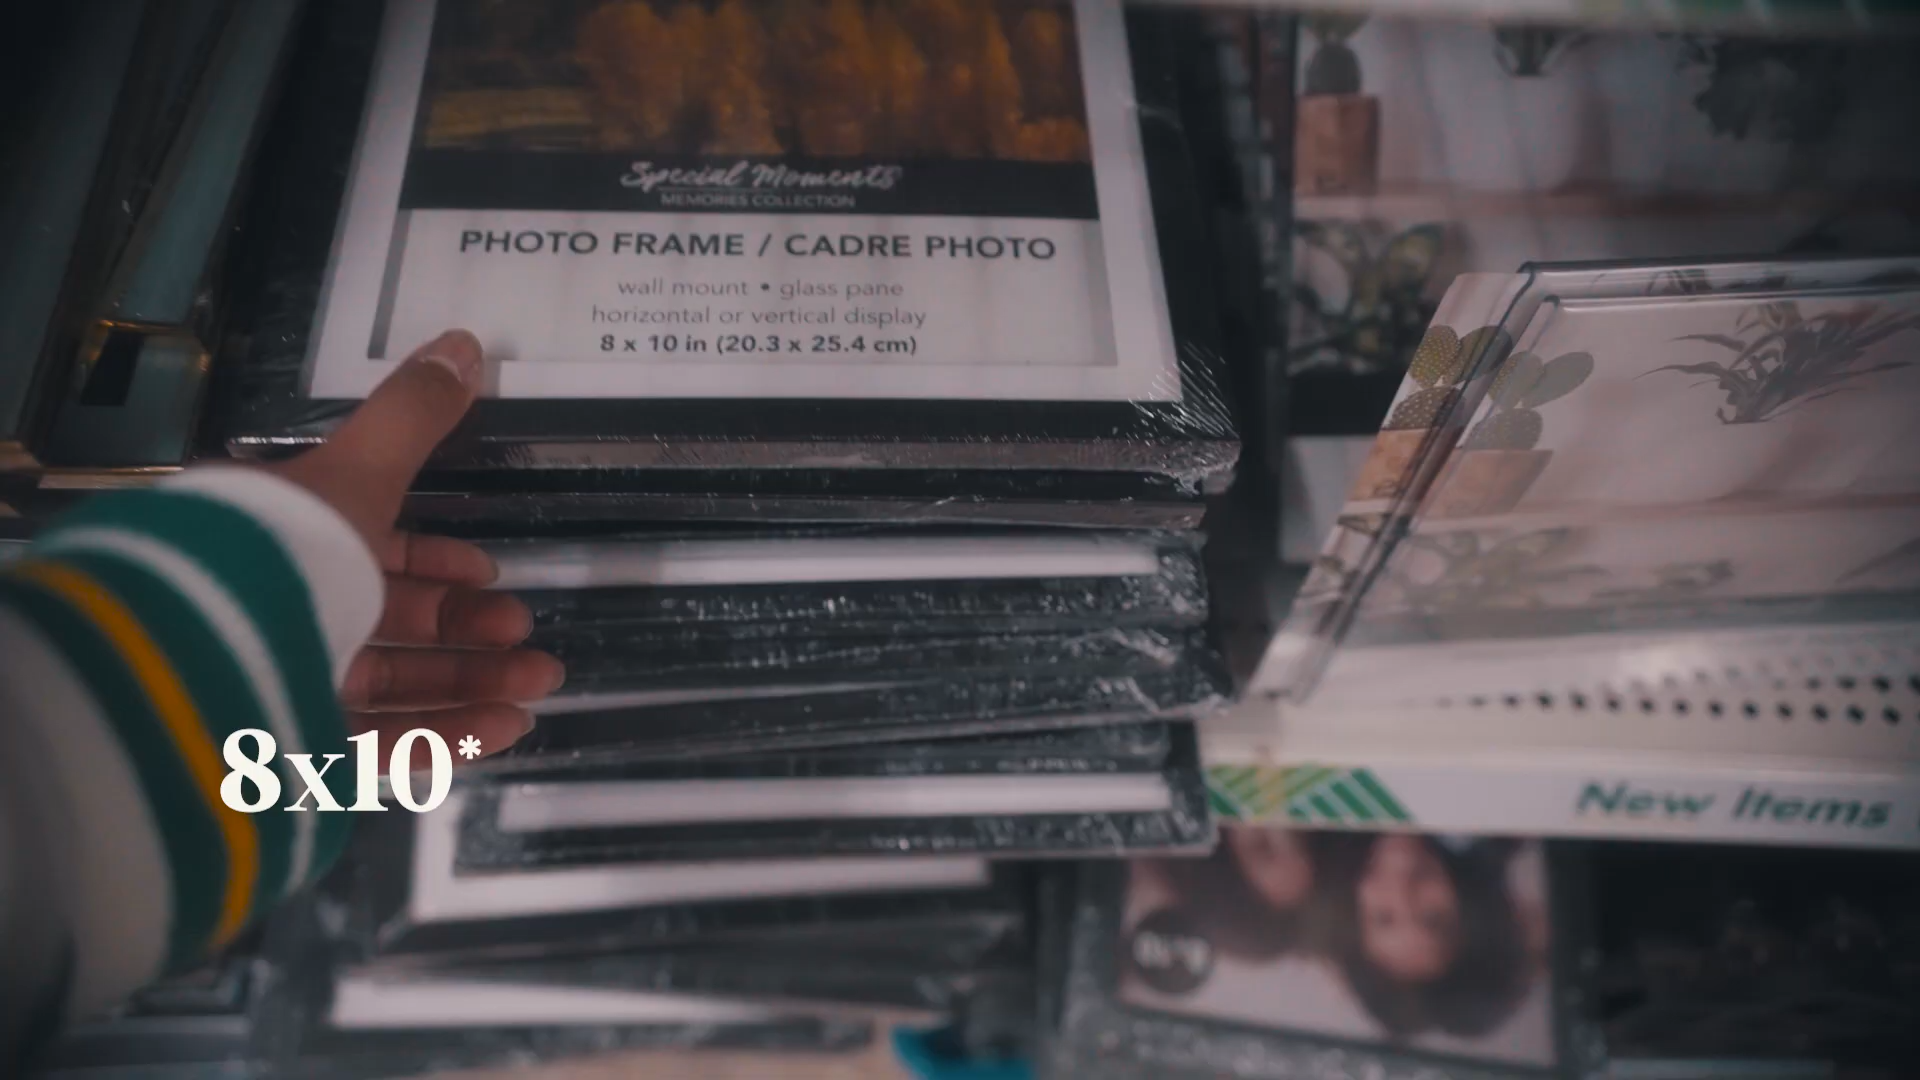 Special Moments
MEMORIES COLLECTION
PHOTO FRAME / CADRE PHOTO
wall mount • glass pane
horizontal or vertical display
8 x 10 in (20.3 x 25.4 cm)
8x10*
New Items